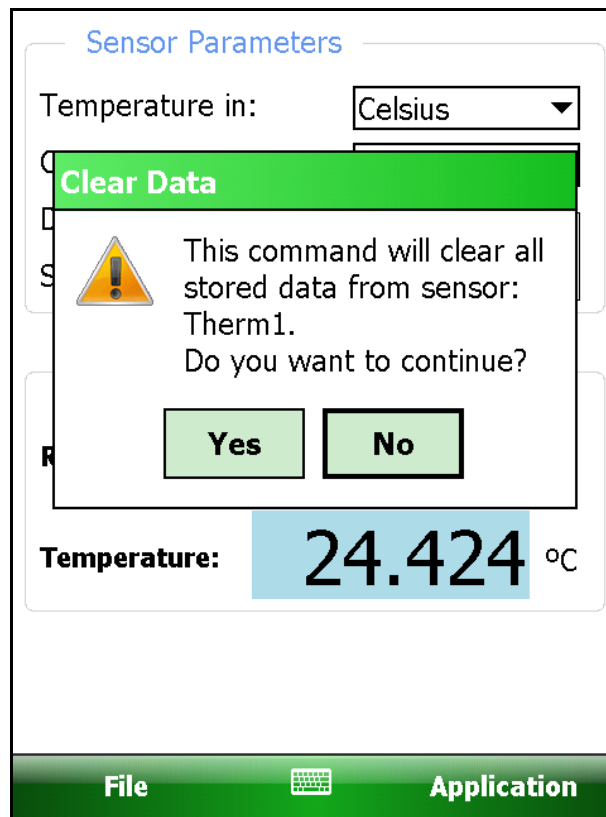 Sensor Parameters
Temperature in:
Celsius
Clear Data
This command will clear all
stored data from sensor:
Therm1.
Do you want to continue?
Yes
No
Temperature:
24.424 ºC
File
Application